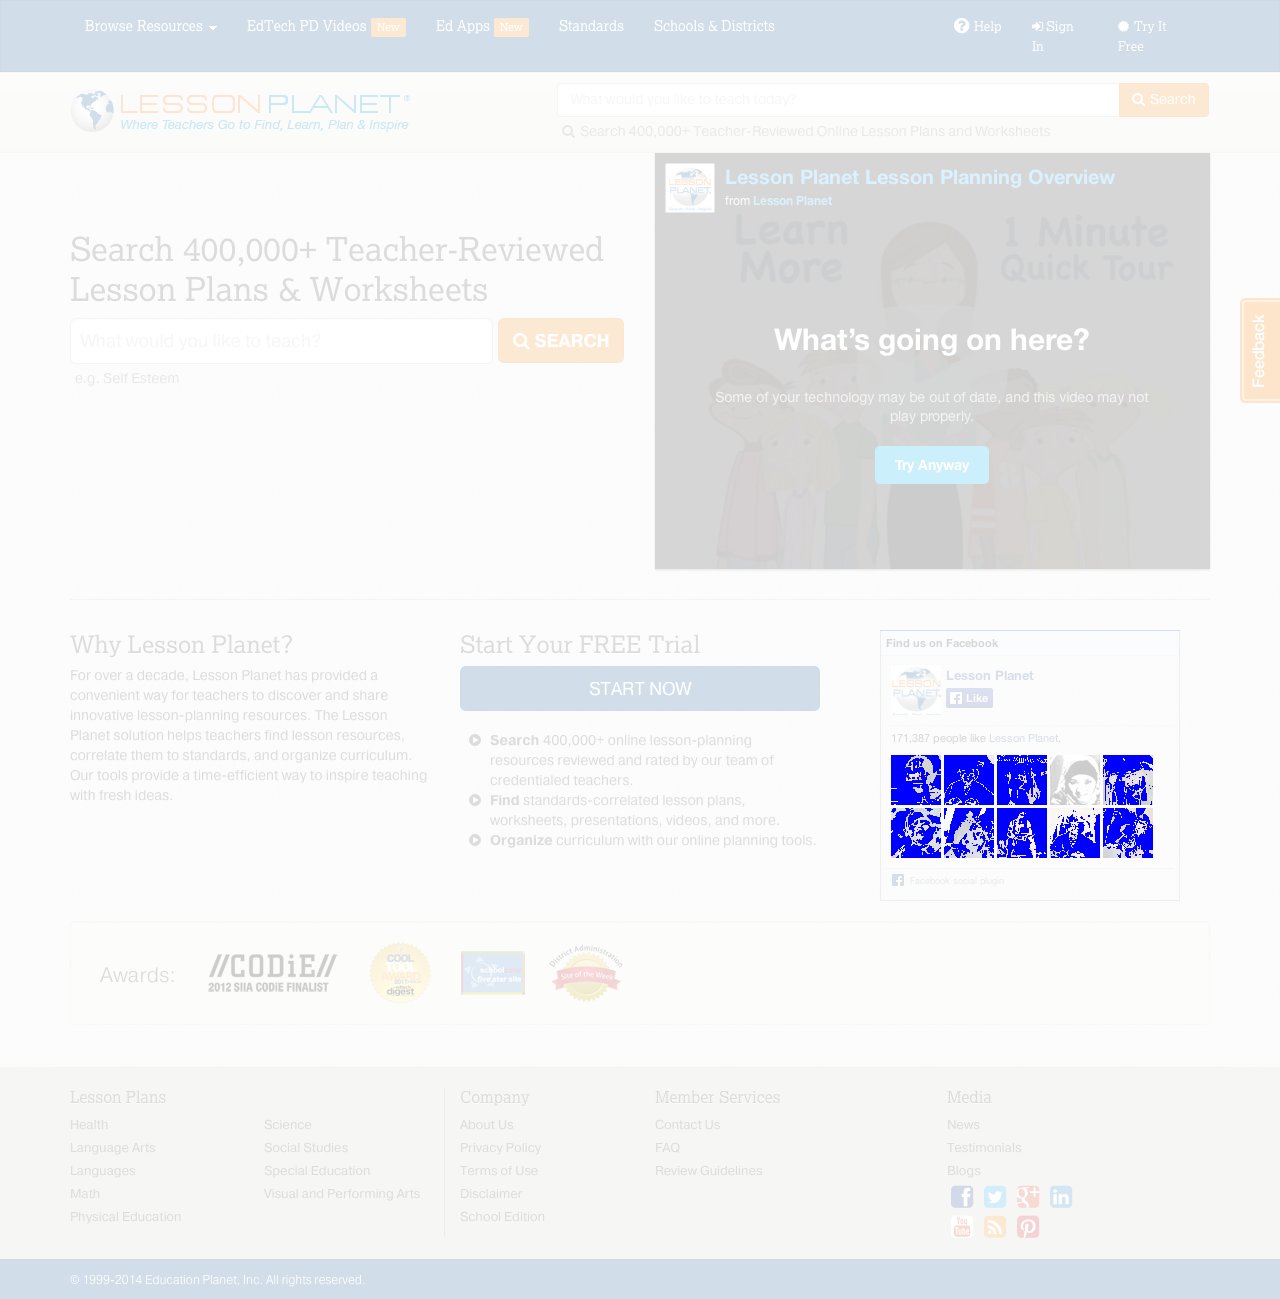 Browse Resources
EdTech PD Videos New
Ed Apps New
Standards
Schools & Districts
Help
Sign In
Try It Free
LESSON PLANET®
Where Teachers Go to Find, Learn, Plan & Inspire
What would you like to teach today?
Search
Search 400,000+ Teacher-Reviewed Online Lesson Plans and Worksheets
Search 400,000+ Teacher-Reviewed
Lesson Plans & Worksheets
What would you like to teach?
SEARCH
e.g. Self Esteem
LESSON
PLANET
Lesson Planet Lesson Planning Overview
from Lesson Planet
Learn
More
1 Minute
Quick Tour
What's going on here?
Some of your technology may be out of date, and this video may not
play properly.
Try Anyway
Feedback
Why Lesson Planet?
For over a decade, Lesson Planet has provided a
convenient way for teachers to discover and share
innovative lesson-planning resources. The Lesson
Planet solution helps teachers find lesson resources,
correlate them to standards, and organize curriculum.
Our tools provide a time-efficient way to inspire teaching
with fresh ideas.
Start Your FREE Trial
START NOW
Search 400,000+ online lesson-planning
resources reviewed and rated by our team of
credentialed teachers.
Find standards-correlated lesson plans,
worksheets, presentations, videos, and more.
Organize curriculum with our online planning tools.
Find us on Facebook
LESSON
PLANET
Lesson Planet
Like
171,387 people like Lesson Planet.
Facebook social plugin
Awards:
//CODiE//
2012 SIIA CODiE FINALIST
COOL
TOOL
digest
school
five star site
District Administration
Site of the Week
Lesson Plans
Health
Language Arts
Languages
Math
Physical Education
Science
Social Studies
Special Education
Visual and Performing Arts
Company
About Us
Privacy Policy
Terms of Use
Disclaimer
School Edition
Member Services
Contact Us
FAQ
Review Guidelines
Media
News
Testimonials
Blogs
You
Tube
© 1999-2014 Education Planet, Inc. All rights reserved.